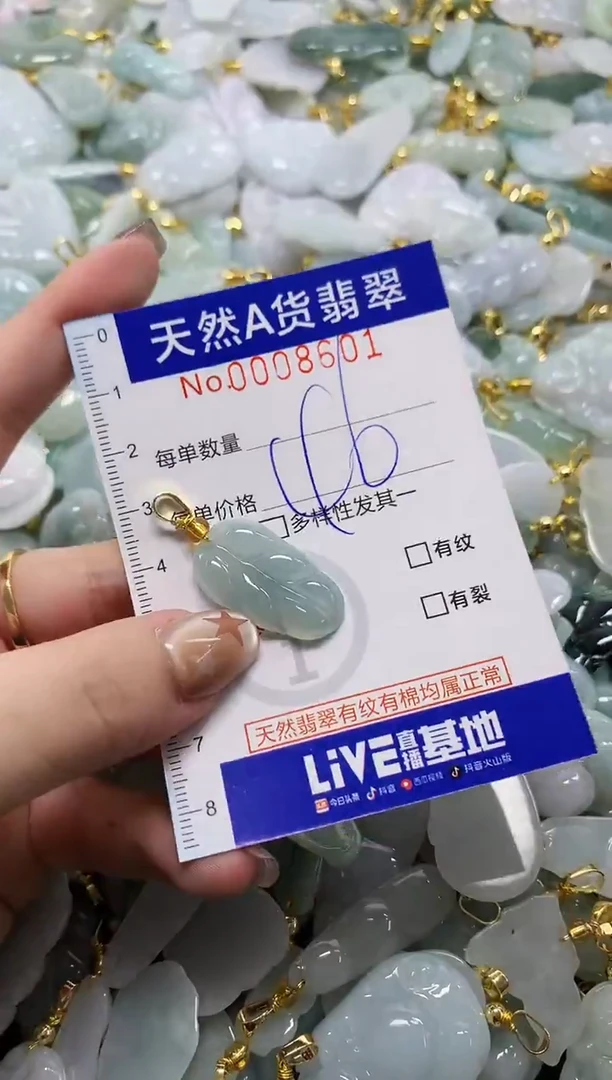 天然A货翡翠
No.0008601
每单数量
单价格
多样性发其一
有纹
有裂
天然翡翠有纹有棉均属正常
LiVE直播基地
今日头条 抖音 西瓜视频 抖音火山版
0
1
2
3
4
7
8